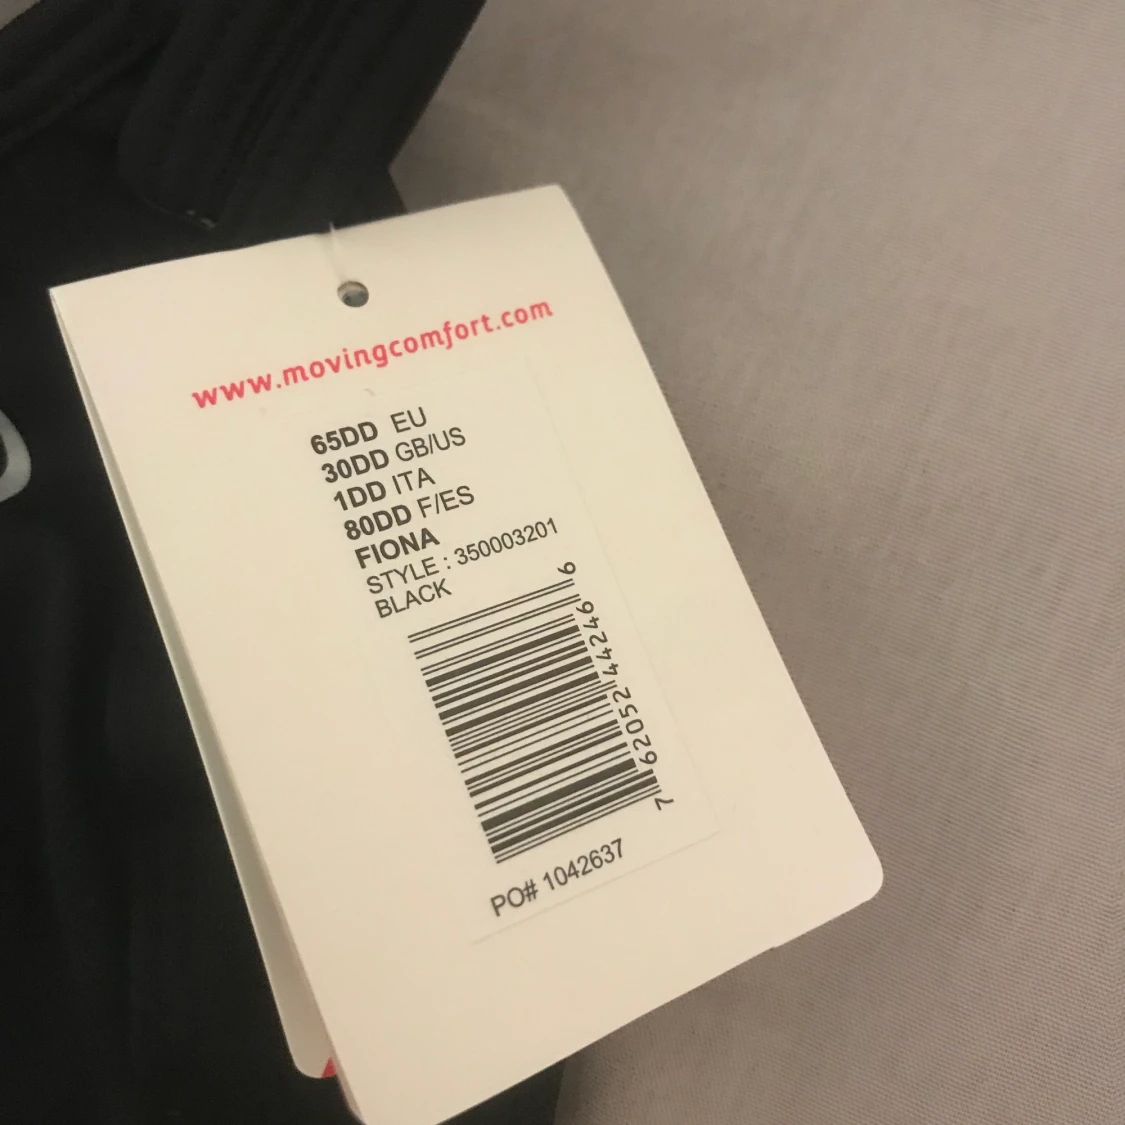 www.movingcomfort.com
65DD EU
30DD GB/US
1DD ITA
80DD F/ES
FIONA
STYLE : 350003201
BLACK
7 62052 44246 6
PO# 1042637